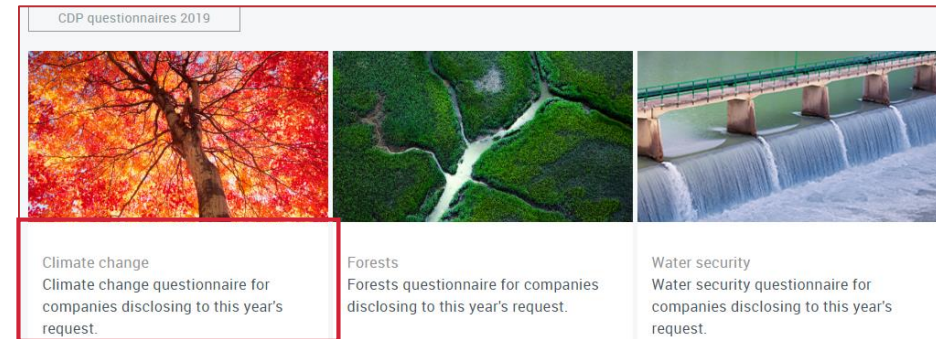 CDP questionnaires 2019
Climate change
Climate change questionnaire for
companies disclosing to this year's
request.
Forests
Forests questionnaire for companies
disclosing to this year's request.
Water security
Water security questionnaire for
companies disclosing to this year's
request.